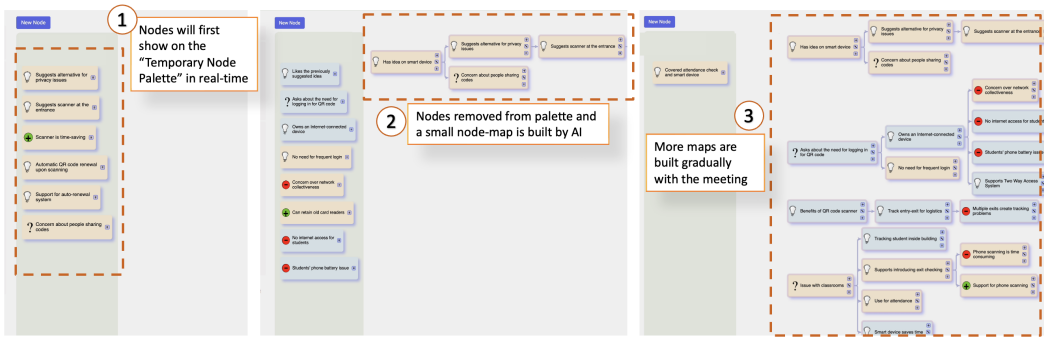 New Node
1
Nodes will first
show on the
“Temporary Node
Palette” in real-time
Suggests alternative for
privacy issues
Suggests scanner at the
entrance
Scanner is time-saving
Automatic QR code renewal
upon scanning
Support for auto-renewal
system
? Concern about people sharing
codes
New Node
Likes the previously
suggested idea
? Asks about the need for
logging in for QR code
Owns an Internet-connected
device
No need for frequent login
Concern over network
collectiveness
Can retain old card readers
No internet access for
students
Students' phone battery issue
Has idea on smart device
Suggests alternative for privacy
issues
Suggests scanner at the entrance
? Concern about people sharing
codes
2
Nodes removed from palette and
a small node-map is built by AI
New Node
Covered attendance check
and smart device
3
More maps are
built gradually
with the meeting
Has idea on smart device
Suggests alternative for privacy
issues
Suggests scanner at the entrance
? Concern about people sharing
codes
? Asks about the need for logging in
for QR code
Owns an Internet-connected
device
No need for frequent login
Concern over network
collectiveness
No internet access for
Students' phone battery
Supports Two Way Access
System
Benefits of QR code scanner
Track entry-exit for logistics
Multiple exits create tracking
problems
? Issue with classrooms
Tracking student inside building
Supports introducing exit checking
Phone scanning is time
consuming
Support for phone scanning
Use for attendance
Smart device saves time